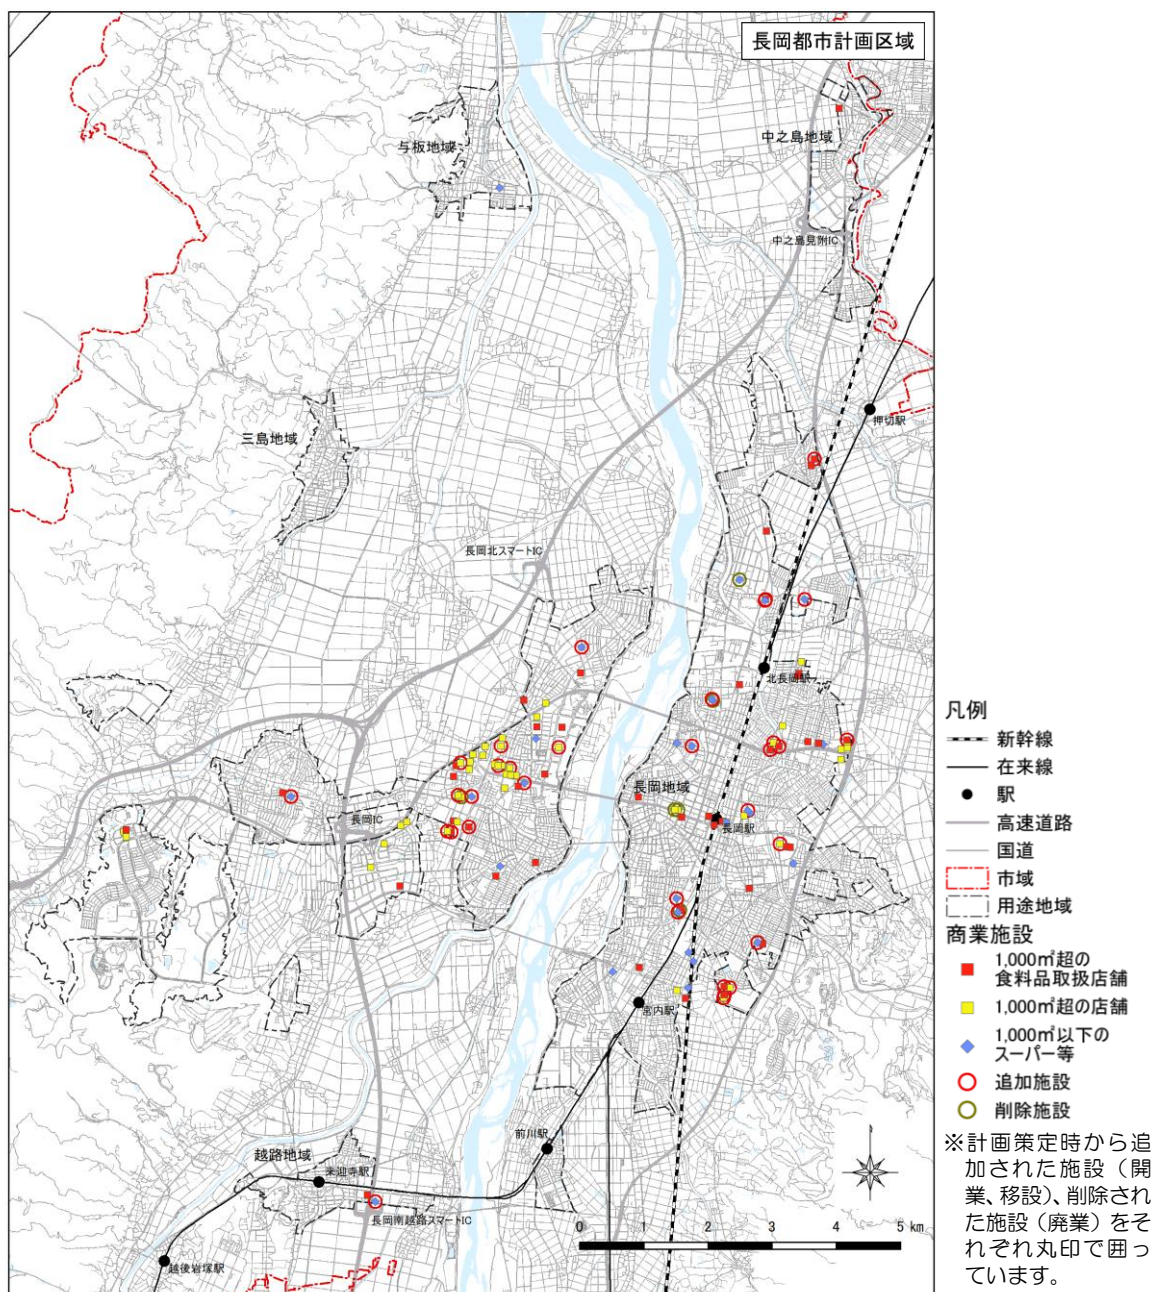 長岡都市計画区域
中之島地域
与板地域
中之島見附IC
押切駅
三島地域
長岡北スマートIC
北長岡駅
長岡地域
長岡駅
長岡IC
宮内駅
前川駅
越路地域
来迎寺駅
長岡南越路スマートIC
越後岩塚駅
0 1 2 3 4 5 km
凡例
新幹線
在来線
駅
高速道路
国道
市域
用途地域
商業施設
1,000㎡超の
食料品取扱店舗
1,000㎡超の店舗
1,000㎡以下の
スーパー等
追加施設
削除施設
※計画策定時から追
加された施設（開
業、移設）、削除され
た施設（廃業）をそ
れぞれ丸印で囲っ
ています。